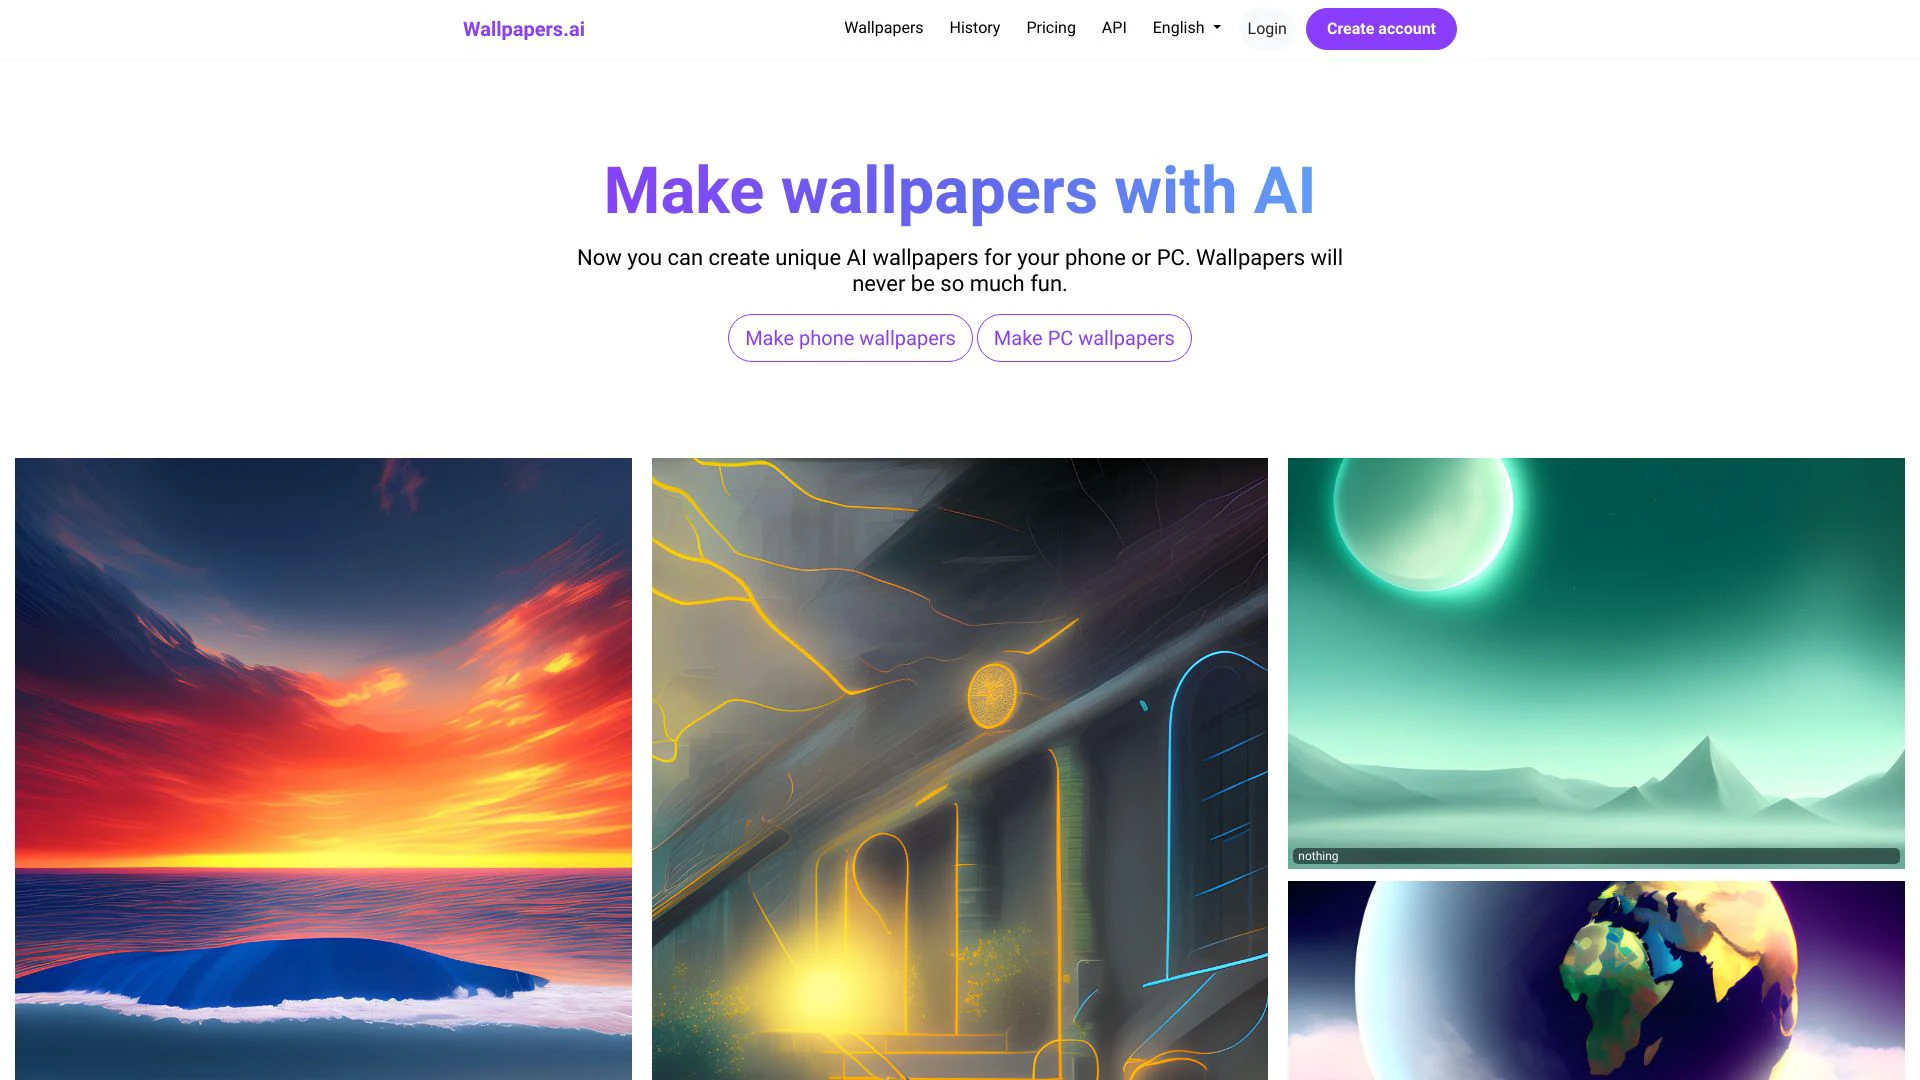 Wallpapers.ai
Wallpapers
History
Pricing
API
English
Login
Create account
Make wallpapers with AI
Now you can create unique AI wallpapers for your phone or PC. Wallpapers will
never be so much fun.
Make phone wallpapers
Make PC wallpapers
nothing